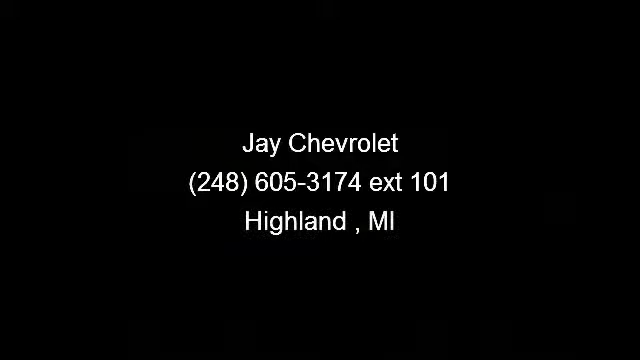 Jay Chevrolet
(248) 605-3174 ext 101
Highland , MI